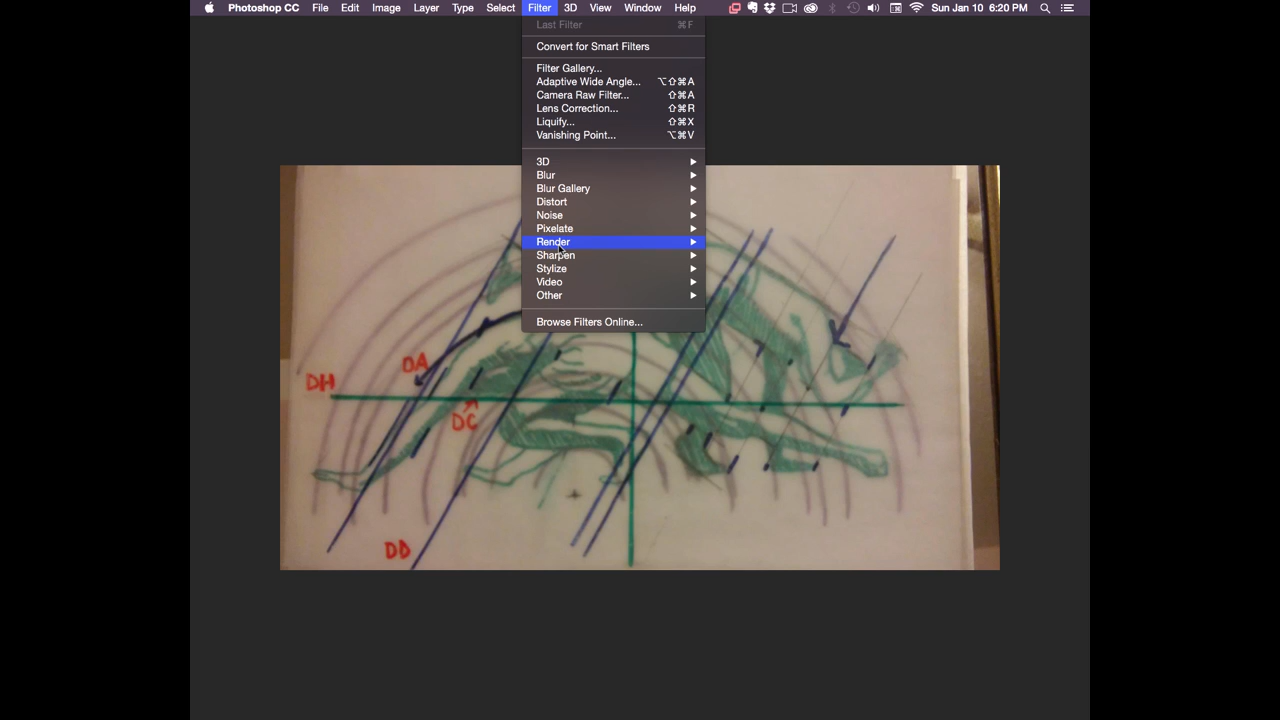 Photoshop CC File Edit Image Layer Type Select Filter 3D View Window Help Sun Jan 10 6:20 PM
Last Filter ⌘F
Convert for Smart Filters
Filter Gallery...
Adaptive Wide Angle... ⌥⇧⌘A
Camera Raw Filter... ⇧⌘A
Lens Correction... ⇧⌘R
Liquify... ⇧⌘X
Vanishing Point... ⌥⌘V
3D
Blur
Blur Gallery
Distort
Noise
Pixelate
Render
Sharpen
Stylize
Video
Other
Browse Filters Online...
OA
DH
DC
DD